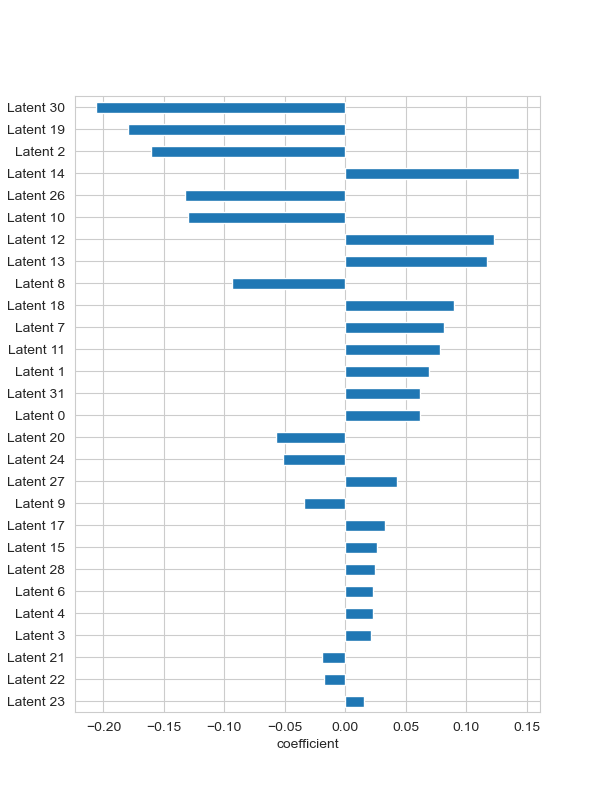 Latent 30
Latent 19
Latent 2
Latent 14
Latent 26
Latent 10
Latent 12
Latent 13
Latent 8
Latent 18
Latent 7
Latent 11
Latent 1
Latent 31
Latent 0
Latent 20
Latent 24
Latent 27
Latent 9
Latent 17
Latent 15
Latent 28
Latent 6
Latent 4
Latent 3
Latent 21
Latent 22
Latent 23
−0.20 −0.15 −0.10 −0.05 0.00 0.05 0.10 0.15
coefficient